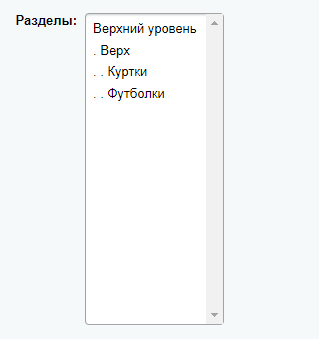 Разделы:
Верхний уровень
. Верх
. . Куртки
. . Футболки